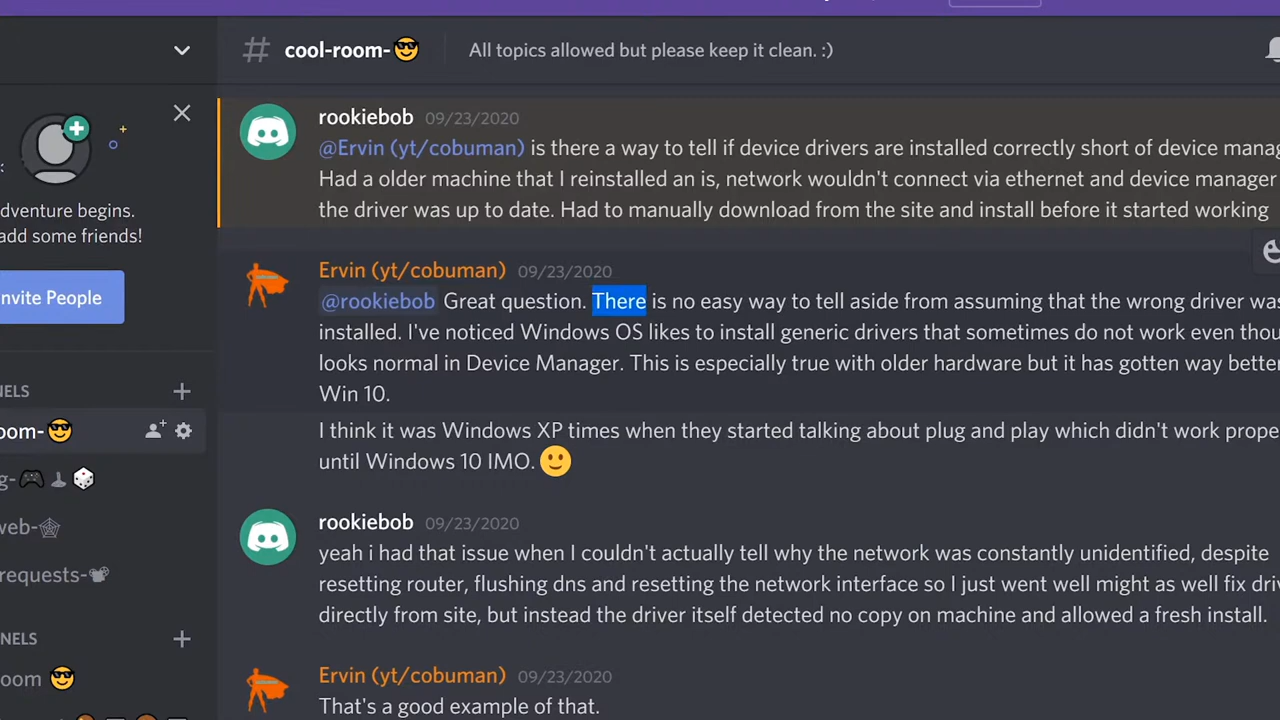 # cool-room-😎 All topics allowed but please keep it clean. :)
dventure begins.
add some friends!
nvite People
NELS
oom-😎
g-🎮🕹🎲
web-🕸
requests-📽
NELS
oom 😎
rookiebob 09/23/2020
@Ervin (yt/cobuman) is there a way to tell if device drivers are installed correctly short of device manag
Had a older machine that I reinstalled an is, network wouldn't connect via ethernet and device manager
the driver was up to date. Had to manually download from the site and install before it started working
Ervin (yt/cobuman) 09/23/2020
@rookiebob Great question. There is no easy way to tell aside from assuming that the wrong driver was
installed. I've noticed Windows OS likes to install generic drivers that sometimes do not work even thou
looks normal in Device Manager. This is especially true with older hardware but it has gotten way better
Win 10.
I think it was Windows XP times when they started talking about plug and play which didn't work prope
until Windows 10 IMO. 🙂
rookiebob 09/23/2020
yeah i had that issue when I couldn't actually tell why the network was constantly unidentified, despite
resetting router, flushing dns and resetting the network interface so I just went well might as well fix driv
directly from site, but instead the driver itself detected no copy on machine and allowed a fresh install.
Ervin (yt/cobuman) 09/23/2020
That's a good example of that.